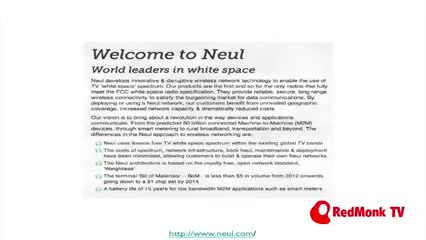 Welcome to Neul
World leaders in white space
Neul develops innovative & disruptive wireless network technology to enable the use of
TV 'white space' spectrum. Our products are the first and so far the only radios that fully
meet the FCC white space radio specification. They provide reliable, secure, long range
wireless connectivity to satisfy the burgeoning market for data communications. By
deploying or using a Neul network, our customers benefit from unrivalled geographic
coverage, increased network capacity & dramatically reduced costs.
Our vision is to bring about a revolution in the way devices and applications
communicate. From the predicted 50 billion connected Machine-to-Machine (M2M)
devices, through smart metering to rural broadband, transportation and beyond. The
differences in the Neul approach to wireless networking are:
Neul uses license free TV white space spectrum within the existing global TV bands
The costs of spectrum, network infrastructure, back haul, maintenance & deployment
have been minimised, allowing customers to build & operate their own Neul networks
The Neul architecture is based on the royalty free, open network standard,
'Weightless'
The terminal 'Bill of Materials' - BoM - is less than $5 in volume from 2012 onwards,
going down to a $1 chip set by 2014
A battery life of 15 years for low bandwidth M2M applications such as smart meters
RedMonk TV
http://www.neul.com/